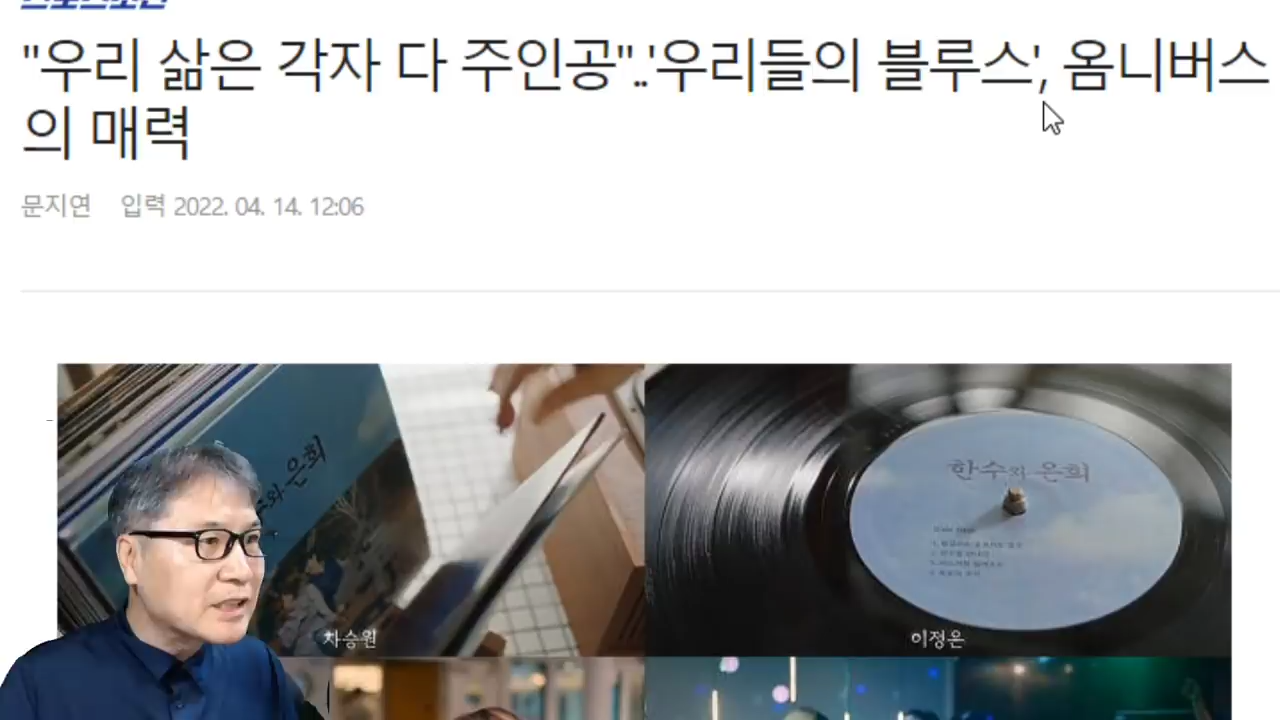 "우리 삶은 각자 다 주인공"..'우리들의 블루스', 옴니버스
의 매력
문지연 입력 2022. 04. 14. 12:06
은희
한수와 은희
차승원
이정은